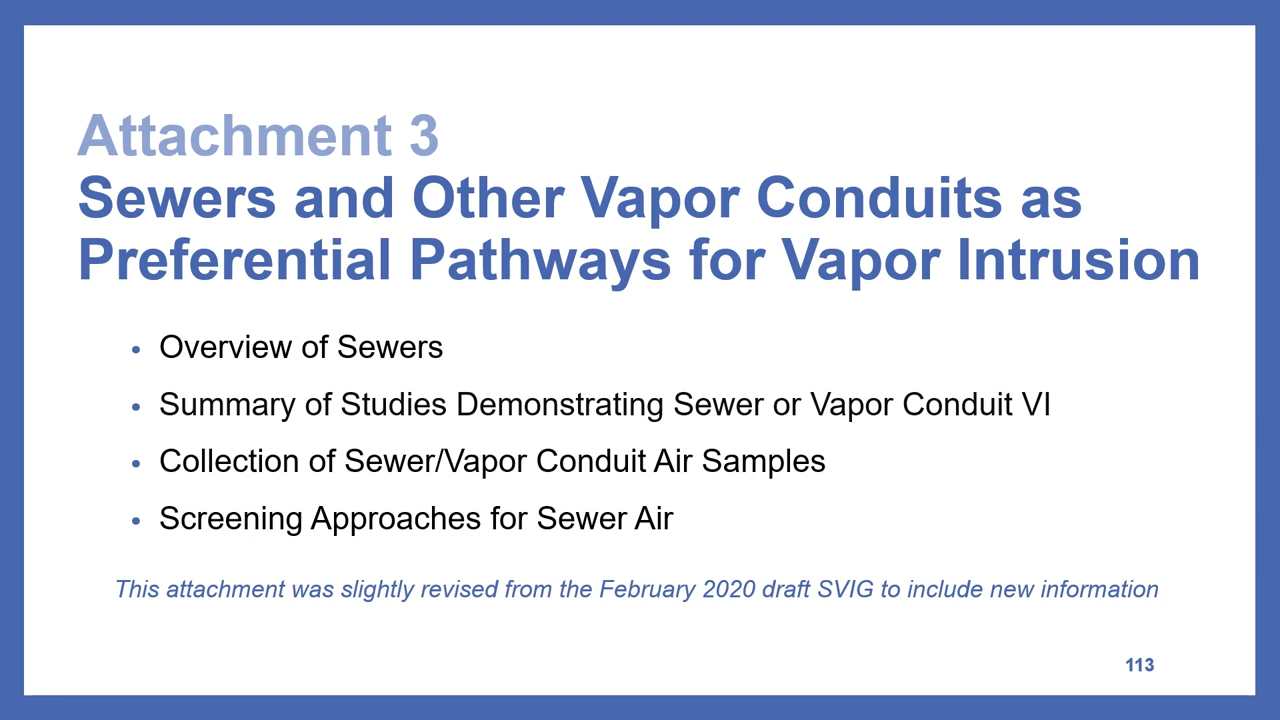 Attachment 3
Sewers and Other Vapor Conduits as
Preferential Pathways for Vapor Intrusion
• Overview of Sewers
• Summary of Studies Demonstrating Sewer or Vapor Conduit VI
• Collection of Sewer/Vapor Conduit Air Samples
• Screening Approaches for Sewer Air
This attachment was slightly revised from the February 2020 draft SVIG to include new information
113